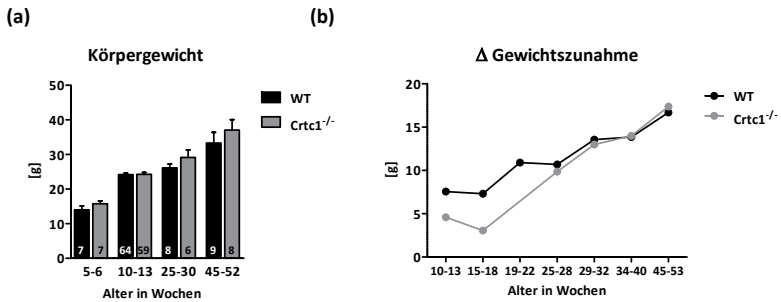 (a)
Körpergewicht
50
40
30
20
10
0
[g]
7
7
64
59
8
6
9
8
5-6 10-13 25-30 45-52
Alter in Wochen
WT
Crtc1-/-
(b)
Δ Gewichtszunahme
20
15
10
5
0
[g]
10-13 15-18 19-22 25-28 29-32 34-40 45-53
Alter in Wochen
WT
Crtc1-/-